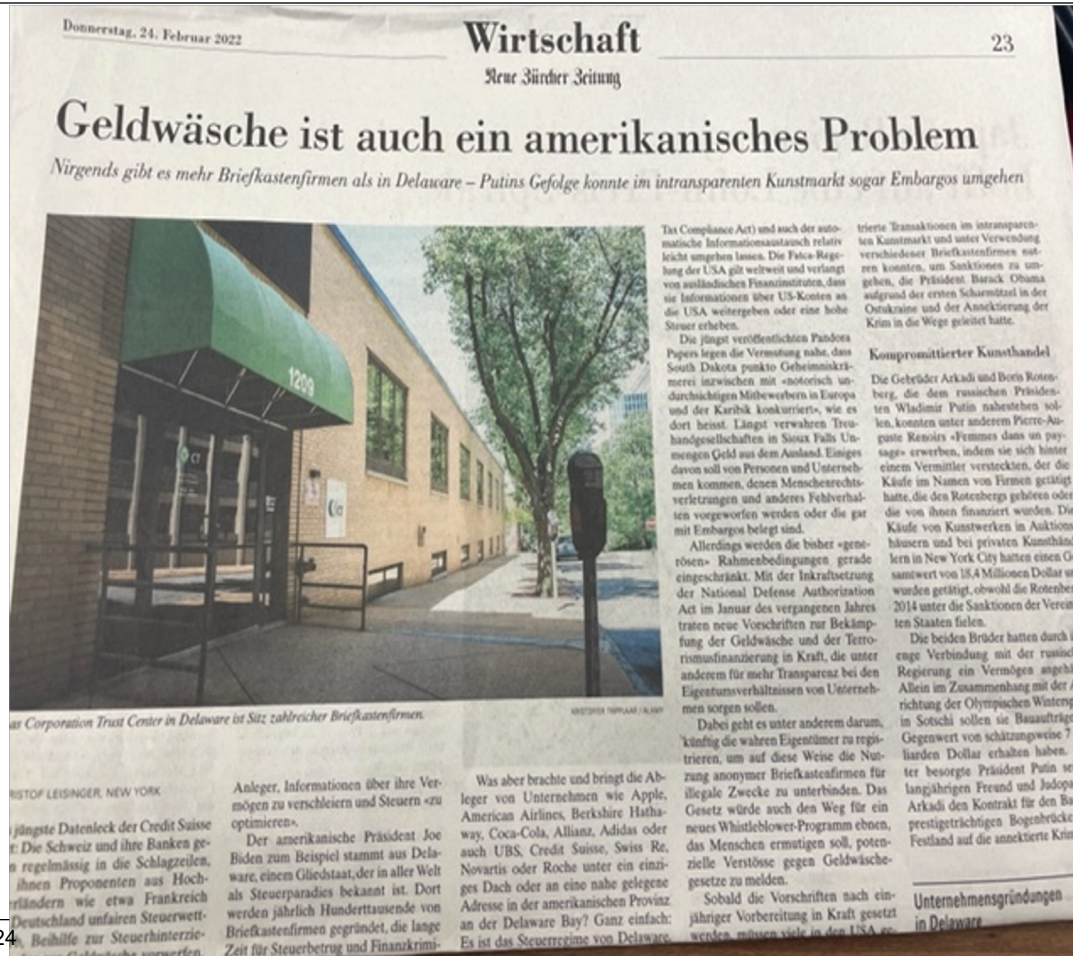 Donnerstag, 24. Februar 2022
Wirtschaft
23
Neue Zürcher Zeitung
Geldwäsche ist auch ein amerikanisches Problem
Nirgends gibt es mehr Briefkastenfirmen als in Delaware – Putins Gefolge konnte im intransparenten Kunstmarkt sogar Embargos umgehen
1209
CT
as Corporation Trust Center in Delaware ist Sitz zahlreicher Briefkastenfirmen.
ISTOF LEISINGER, NEW YORK
jüngste Datenleck der Credit Suisse
t: Die Schweiz und ihre Banken ge-
n regelmässig in die Schlagzeilen,
ihnen Proponenten aus Hoch-
rländern wie etwa Frankreich
Deutschland unfairen Steuerwett-
, Beihilfe zur Steuerhinterzie-
24
Anleger, Informationen über ihre Ver-
mögen zu verschleiern und Steuern «zu
optimieren».
Der amerikanische Präsident Joe
Biden zum Beispiel stammt aus Dela-
ware, einem Gliedstaat, der in aller Welt
als Steuerparadies bekannt ist. Dort
werden jährlich Hunderttausende von
Briefkastenfirmen gegründet, die lange
Zeit für Steuerbetrug und Finanzkrimi-
Was aber brachte und bringt die Ab-
leger von Unternehmen wie Apple,
American Airlines, Berkshire Hatha-
way, Coca-Cola, Allianz, Adidas oder
auch UBS, Credit Suisse, Swiss Re,
Novartis oder Roche unter ein einzi-
ges Dach oder an eine nahe gelegene
Adresse in der amerikanischen Provinz
an der Delaware Bay? Ganz einfach:
Es ist das Steuerregime von Delaware,
Tax Compliance Act) und auch der auto-
matische Informationsaustausch relativ
leicht umgehen lassen. Die Fatca-Rege-
lung der USA gilt weltweit und verlangt
von ausländischen Finanzinstituten, dass
sie Informationen über US-Konten an
die USA weitergeben oder eine hohe
Steuer erheben.
Die jüngst veröffentlichten Pandora
Papers legen die Vermutung nahe, dass
South Dakota punkto Geheimniskrä-
merei inzwischen mit «notorisch un-
durchsichtigen Mitbewerbern in Europa
und der Karibik konkurriert», wie es
dort heisst. Längst verwahren Treu-
handgesellschaften in Sioux Falls Un-
mengen Geld aus dem Ausland. Einiges
davon soll von Personen und Unterneh-
men kommen, denen Menschenrechts-
verletzungen und anderes Fehlverhal-
ten vorgeworfen werden oder die gar
mit Embargos belegt sind.
Allerdings werden die bisher «gene-
rösen» Rahmenbedingungen gerade
eingeschränkt. Mit der Inkraftsetzung
der National Defense Authorization
Act im Januar des vergangenen Jahres
traten neue Vorschriften zur Bekämp-
fung der Geldwäsche und der Terro-
rismusfinanzierung in Kraft, die unter
anderem für mehr Transparenz bei den
Eigentumsverhältnissen von Unterneh-
men sorgen sollen.
Dabei geht es unter anderem darum,
künftig die wahren Eigentümer zu regis-
trieren, um auf diese Weise die Nut-
zung anonymer Briefkastenfirmen für
illegale Zwecke zu unterbinden. Das
Gesetz würde auch den Weg für ein
neues Whistleblower-Programm ebnen,
das Menschen ermutigen soll, poten-
zielle Verstösse gegen Geldwäsche-
gesetze zu melden.
Sobald die Vorschriften nach ein-
jähriger Vorbereitung in Kraft gesetzt
werden, müssen viele in den USA ge-
trierte Transaktionen im intransparen-
ten Kunstmarkt und unter Verwendung
verschiedener Briefkastenfirmen nut-
zen konnten, um Sanktionen zu um-
gehen, die Präsident Barack Obama
aufgrund der ersten Scharmützel in der
Ostukraine und der Annektierung der
Krim in die Wege geleitet hatte.
Kompromittierter Kunsthandel
Die Gebrüder Arkadi und Boris Roten-
berg, die dem russischen Präsiden-
ten Wladimir Putin nahestehen sol-
len, konnten unter anderem Pierre-Au-
guste Renoirs «Femmes dans un pay-
sage» erwerben, indem sie sich hinter
einem Vermittler versteckten, der die
Käufe im Namen von Firmen getätigt
hatte, die den Rotenbergs gehören oder
die von ihnen finanziert wurden. Die
Käufe von Kunstwerken in Auktions
häusern und bei privaten Kunsthänd
lern in New York City hatten einen Ge
samtwert von 18,4 Millionen Dollar u
wurden getätigt, obwohl die Rotenber
2014 unter die Sanktionen der Verein
ten Staaten fielen.
Die beiden Brüder hatten durch i
enge Verbindung mit der russisc
Regierung ein Vermögen angehä
Allein im Zusammenhang mit der A
richtung der Olympischen Winterp
in Sotschi sollen sie Bauaufträge
Gegenwert von schätzungsweise 7
liarden Dollar erhalten haben.
ter besorgte Präsident Putin se
langjährigen Freund und Judopa
Arkadi den Kontrakt für den Ba
prestigeträchtigen Bogenbrücke
Festland auf die annektierte Krim
Unternehmensgründungen
in Delaware